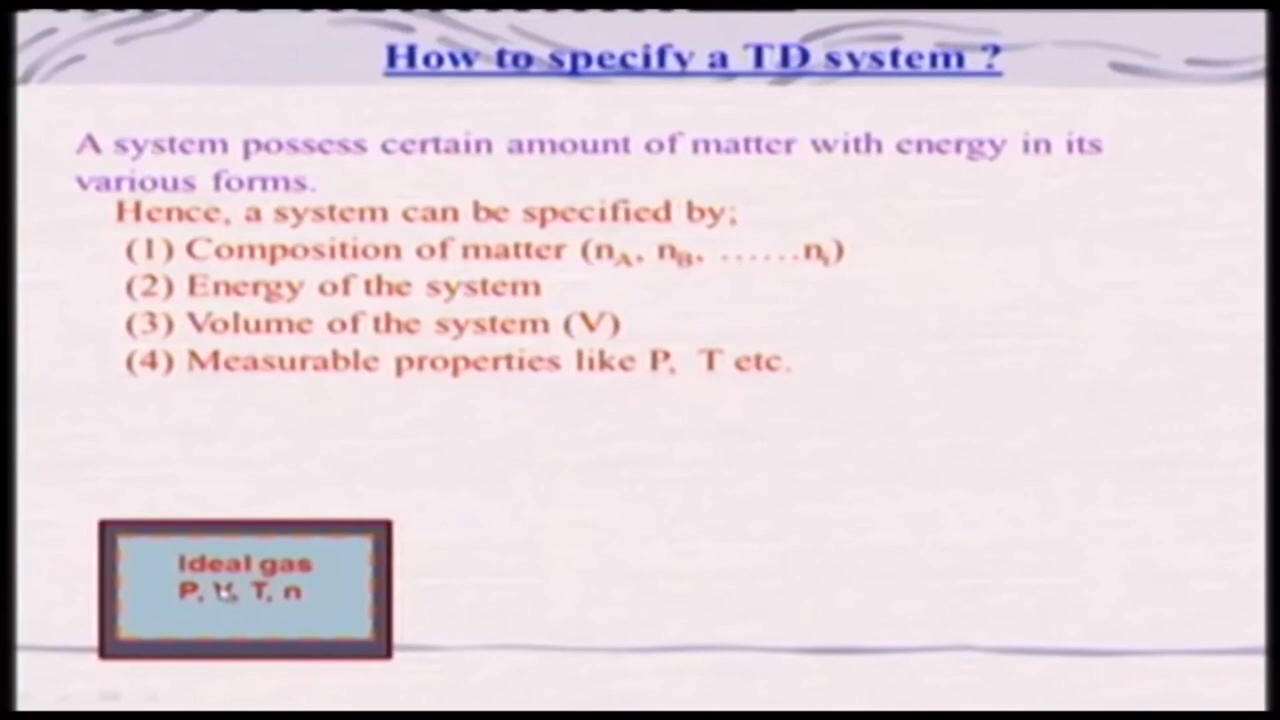 How to specify a TD system ?
A system possess certain amount of matter with energy in its
various forms.
Hence, a system can be specified by;
(1) Composition of matter (nA, nB, ......ni)
(2) Energy of the system
(3) Volume of the system (V)
(4) Measurable properties like P, T etc.
Ideal gas
P, V, T, n